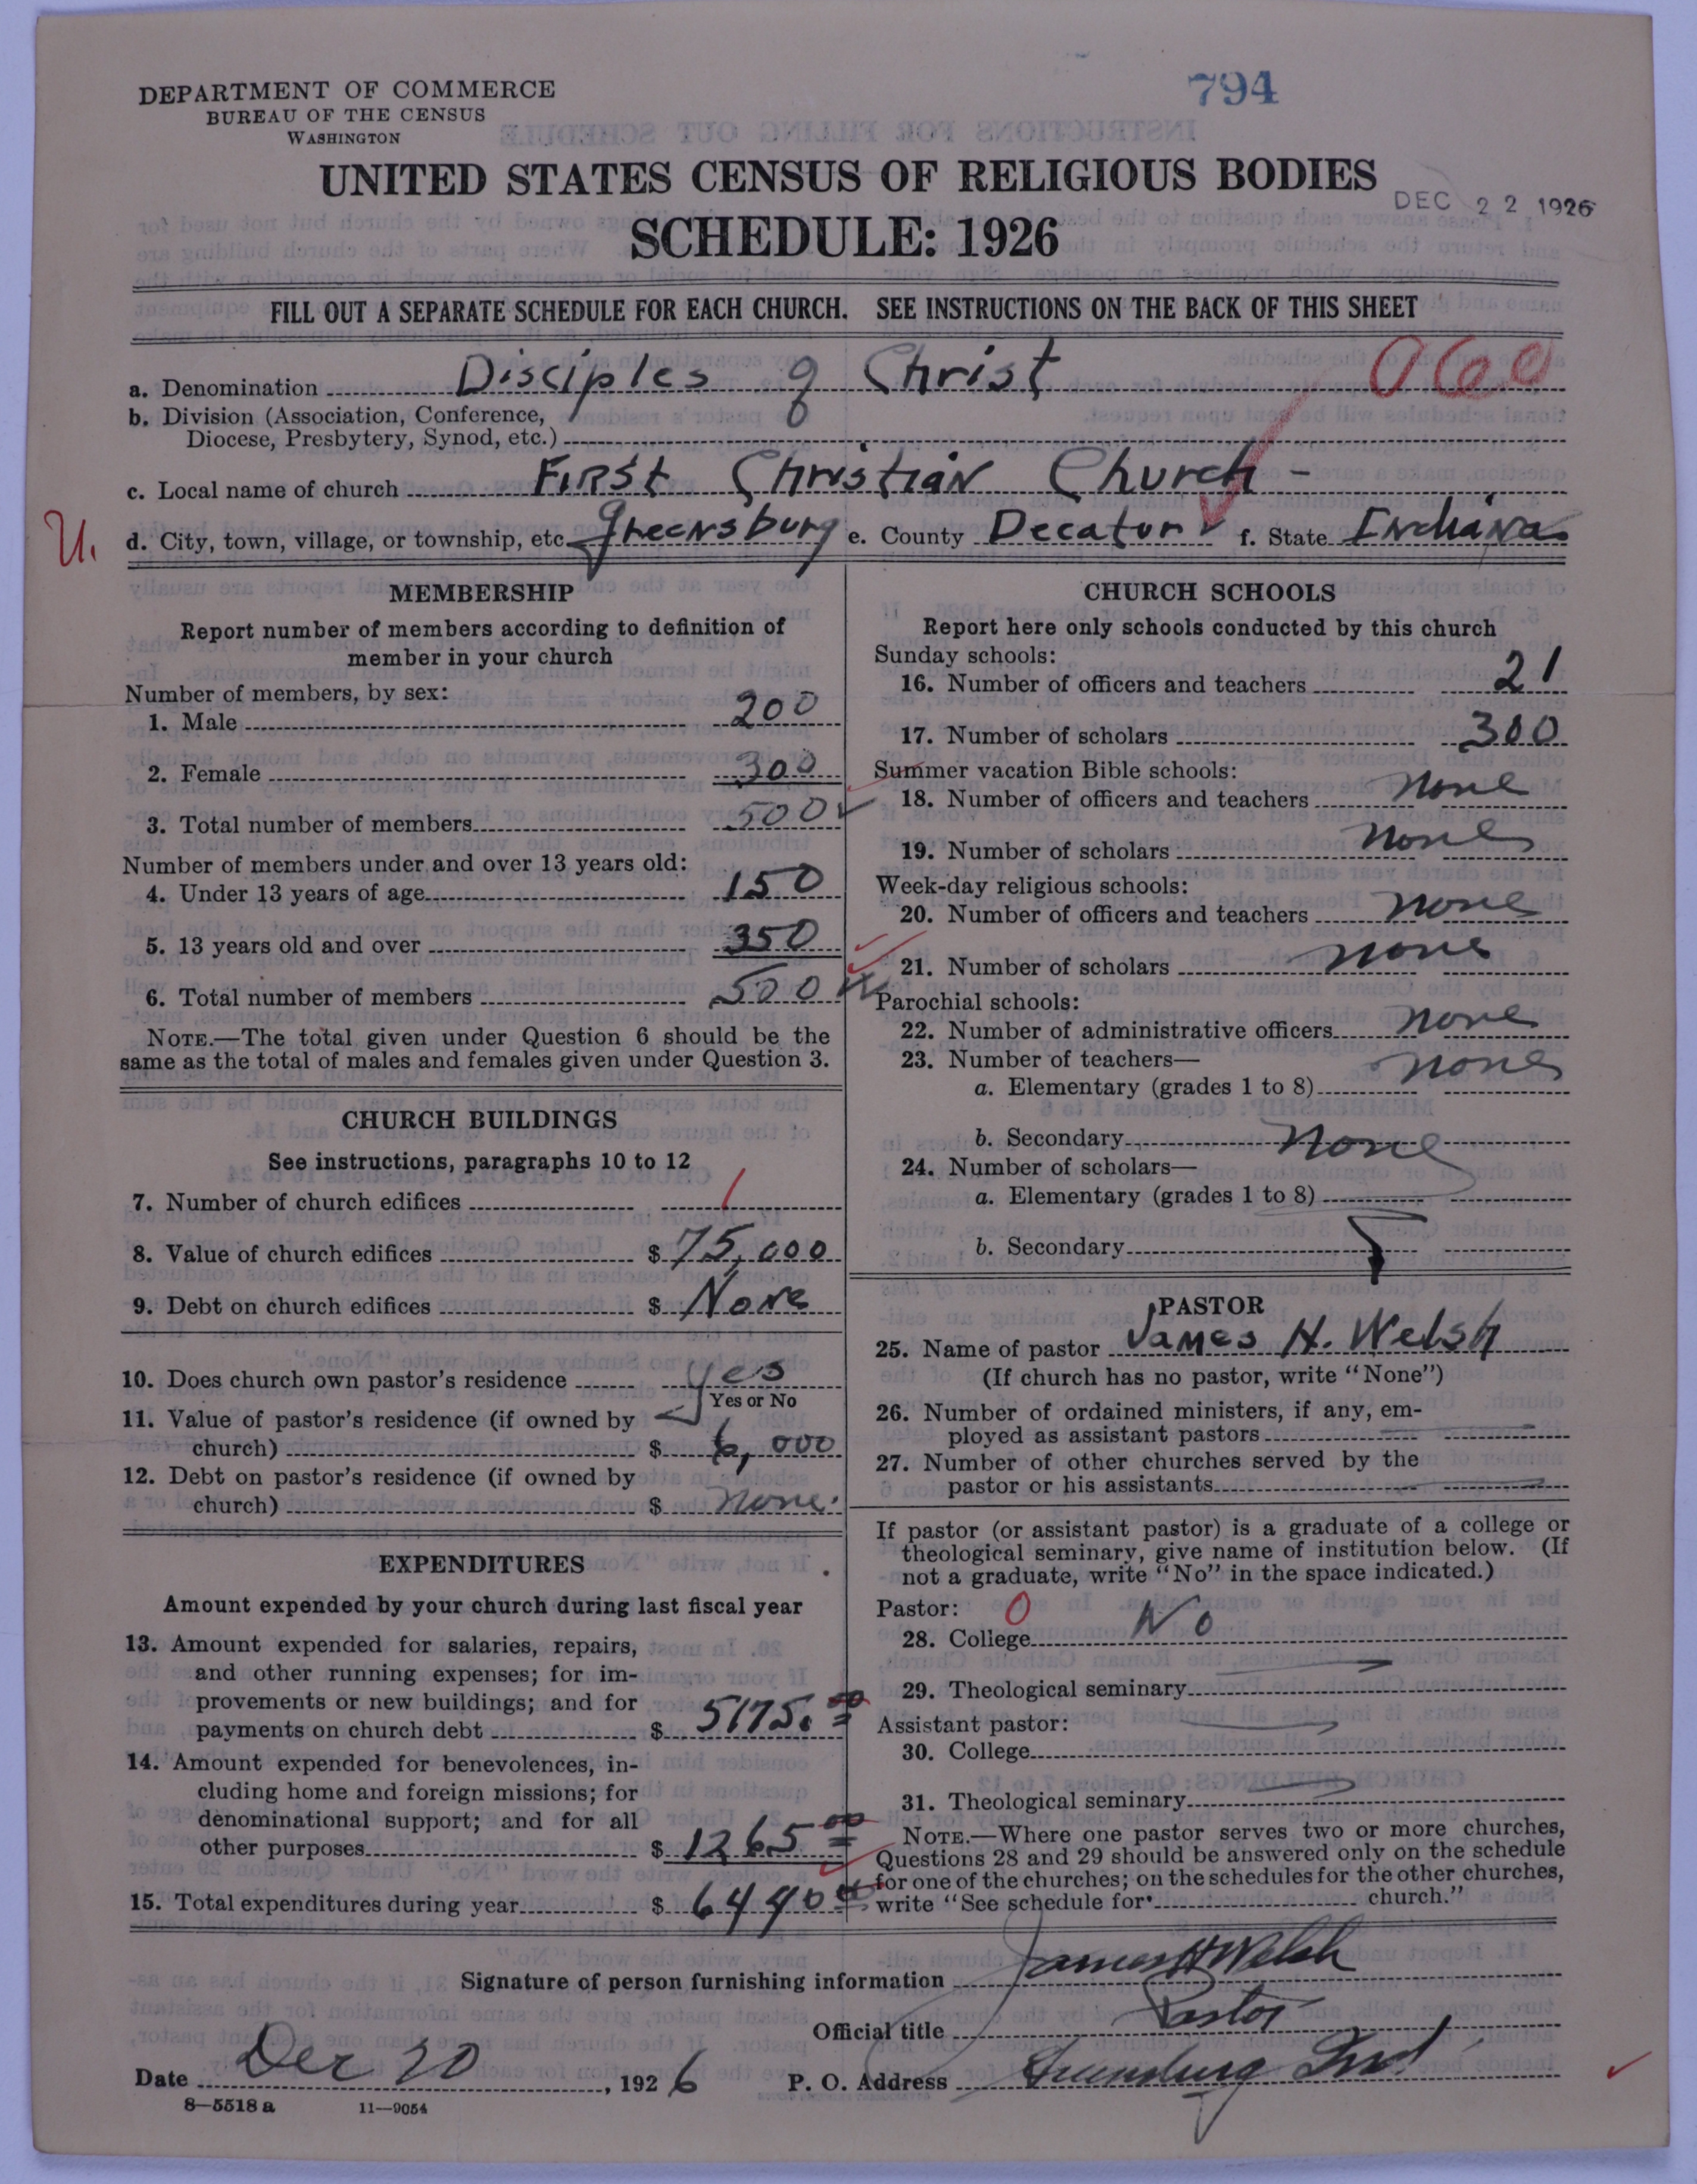 794
DEPARTMENT OF COMMERCE
BUREAU OF THE CENSUS
WASHINGTON
UNITED STATES CENSUS OF RELIGIOUS BODIES
DEC 22 1926
SCHEDULE: 1926
FILL OUT A SEPARATE SCHEDULE FOR EACH CHURCH. SEE INSTRUCTIONS ON THE BACK OF THIS SHEET
a. Denomination Disciples of Christ
b. Division (Association, Conference,
Diocese, Presbytery, Synod, etc.)
c. Local name of church First Christian Church -
U. d. City, town, village, or township, etc. Greensburg e. County Decatur f. State Indiana
MEMBERSHIP
Report number of members according to definition of
member in your church
Number of members, by sex:
1. Male 200
2. Female 300
3. Total number of members 500
Number of members under and over 13 years old:
4. Under 13 years of age 150
5. 13 years old and over 350
6. Total number of members 500
NOTE.—The total given under Question 6 should be the
same as the total of males and females given under Question 3.
CHURCH BUILDINGS
See instructions, paragraphs 10 to 12
7. Number of church edifices 1
8. Value of church edifices $ 75,000
9. Debt on church edifices $ None
10. Does church own pastor's residence Yes
Yes or No
11. Value of pastor's residence (if owned by
church) $ 6,000
12. Debt on pastor's residence (if owned by
church) $ None.
EXPENDITURES
Amount expended by your church during last fiscal year
13. Amount expended for salaries, repairs,
and other running expenses; for im-
provements or new buildings; and for
payments on church debt $ 5175.00
14. Amount expended for benevolences, in-
cluding home and foreign missions; for
denominational support; and for all
other purposes $ 1265 00
15. Total expenditures during year $ 6440 00
CHURCH SCHOOLS
Report here only schools conducted by this church
Sunday schools:
16. Number of officers and teachers 21
17. Number of scholars 300
Summer vacation Bible schools:
18. Number of officers and teachers none
19. Number of scholars none
Week-day religious schools:
20. Number of officers and teachers none
21. Number of scholars none
Parochial schools:
22. Number of administrative officers none
23. Number of teachers—
a. Elementary (grades 1 to 8) none
b. Secondary none
24. Number of scholars—
a. Elementary (grades 1 to 8)
b. Secondary
PASTOR
25. Name of pastor James H. Welsh
(If church has no pastor, write "None")
26. Number of ordained ministers, if any, em-
ployed as assistant pastors
27. Number of other churches served by the
pastor or his assistants
If pastor (or assistant pastor) is a graduate of a college or
theological seminary, give name of institution below. (If
not a graduate, write "No" in the space indicated.)
Pastor: 0
28. College No
29. Theological seminary
Assistant pastor:
30. College
31. Theological seminary
NOTE.—Where one pastor serves two or more churches,
Questions 28 and 29 should be answered only on the schedule
for one of the churches; on the schedules for the other churches,
write "See schedule for church."
Signature of person furnishing information James H Welsh
Official title Pastor
Date Dec 20, 1926 P. O. Address Greensburg Ind
8—5518 a 11—9054